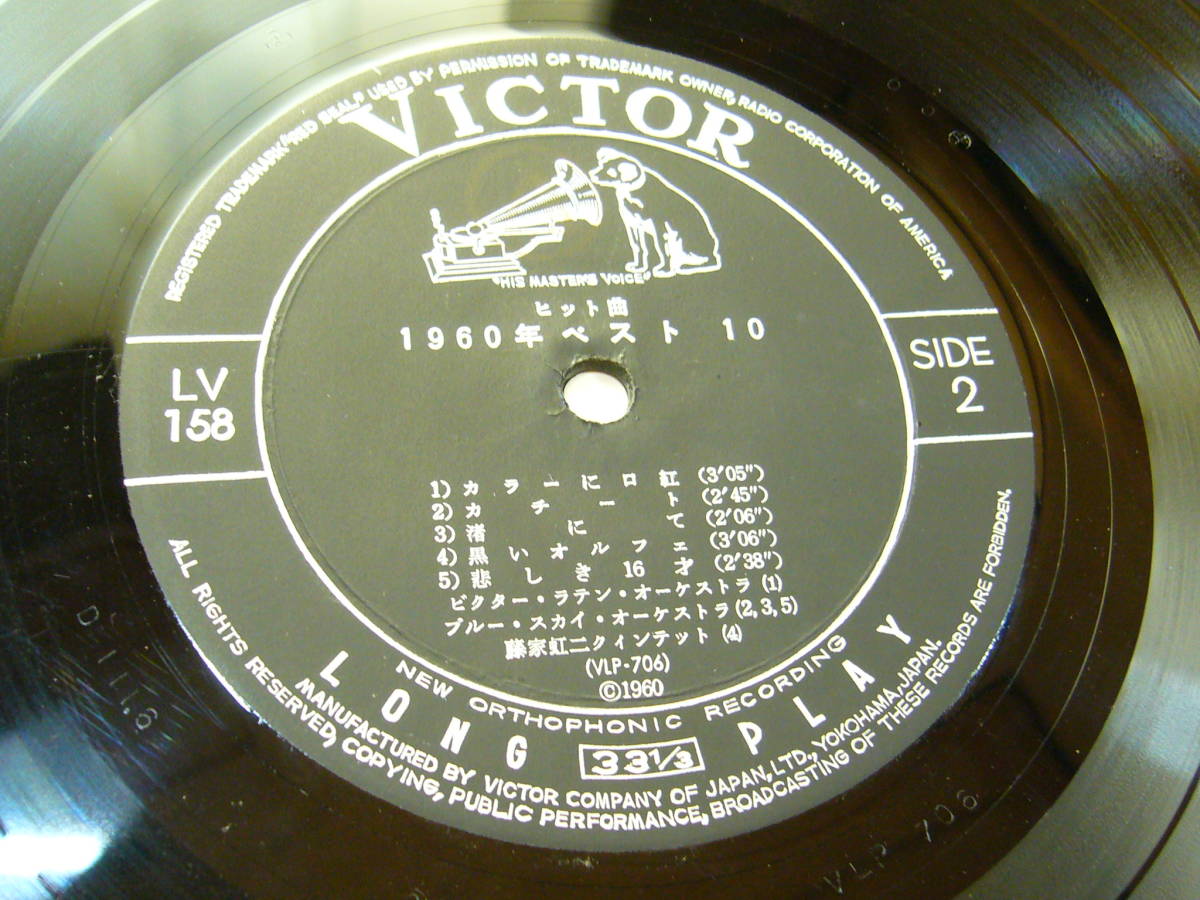 REGISTERED TRADEMARK "RED SEAL" USED BY PERMISSION OF TRADEMARK OWNER, RADIO CORPORATION OF AMERICA
VICTOR
"HIS MASTER'S VOICE"
ヒット曲
1960年ベスト 10
LV
158
SIDE
2
1) カラーに口紅 (3′05″)
2) カチート (2′45″)
3) 渚にて (2′06″)
4) 黒いオルフェ (3′06″)
5) 悲しき16才 (2′38″)
ビクター・ラテン・オーケストラ (1)
ブルー・スカイ・オーケストラ (2,3,5)
藤家虹二クィンテット (4)
(VLP-706)
©1960
NEW ORTHOPHONIC RECORDING
LONG 33 1/3 PLAY
MANUFACTURED BY VICTOR COMPANY OF JAPAN, LTD., YOKOHAMA, JAPAN.
ALL RIGHTS RESERVED, COPYING, PUBLIC PERFORMANCE, BROADCASTING OF THESE RECORDS ARE FORBIDDEN.
VLP 706